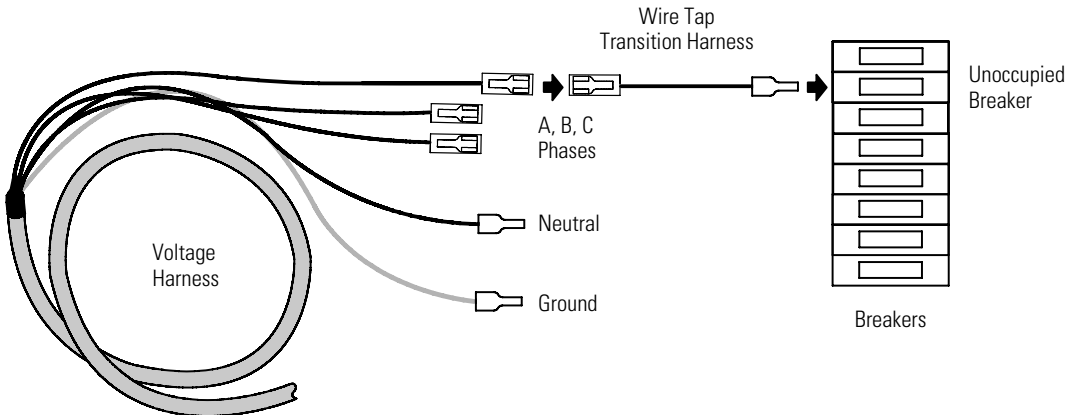 Wire Tap
Transition Harness
Unoccupied
Breaker
A, B, C
Phases
Neutral
Voltage
Harness
Ground
Breakers